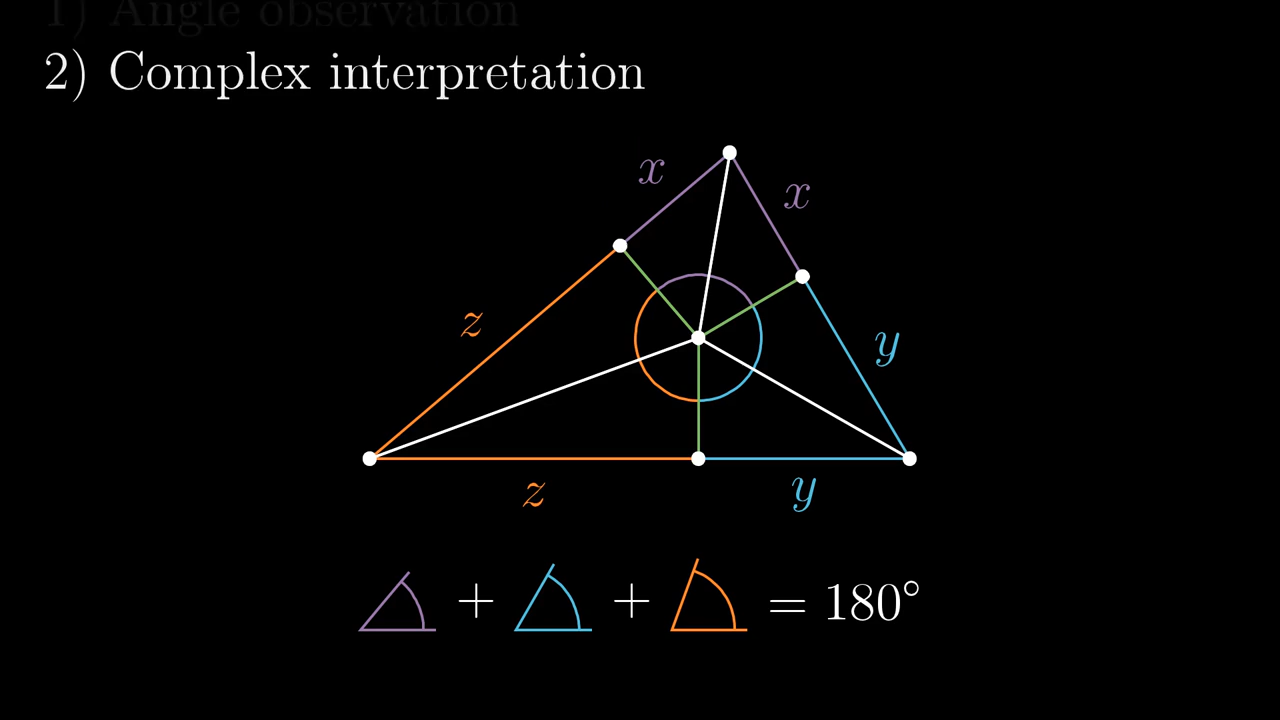 1) Angle observation
2) Complex interpretation
x
x
z
y
z
y
+ + = 180°